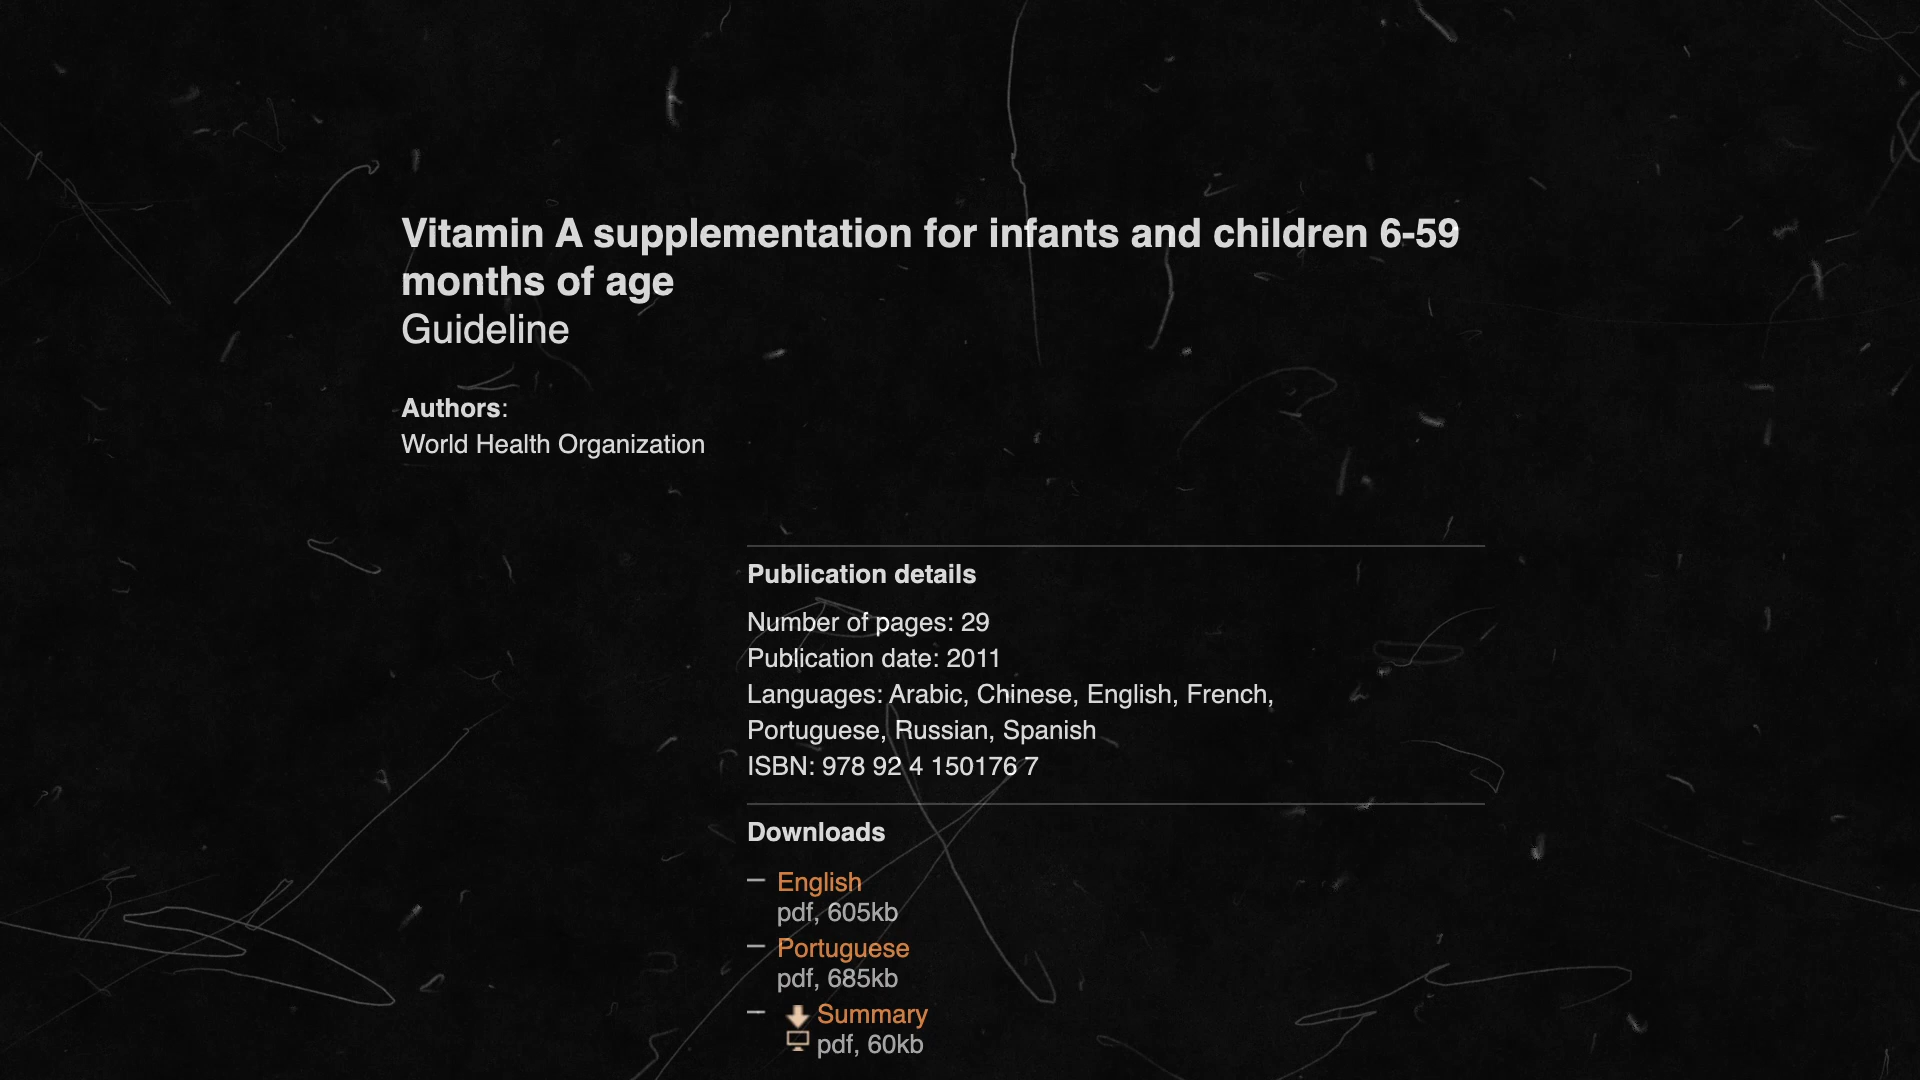 Vitamin A supplementation for infants and children 6-59
months of age
Guideline
Authors:
World Health Organization
Publication details
Number of pages: 29
Publication date: 2011
Languages: Arabic, Chinese, English, French,
Portuguese, Russian, Spanish
ISBN: 978 92 4 150176 7
Downloads
– English
pdf, 605kb
– Portuguese
pdf, 685kb
– Summary
pdf, 60kb